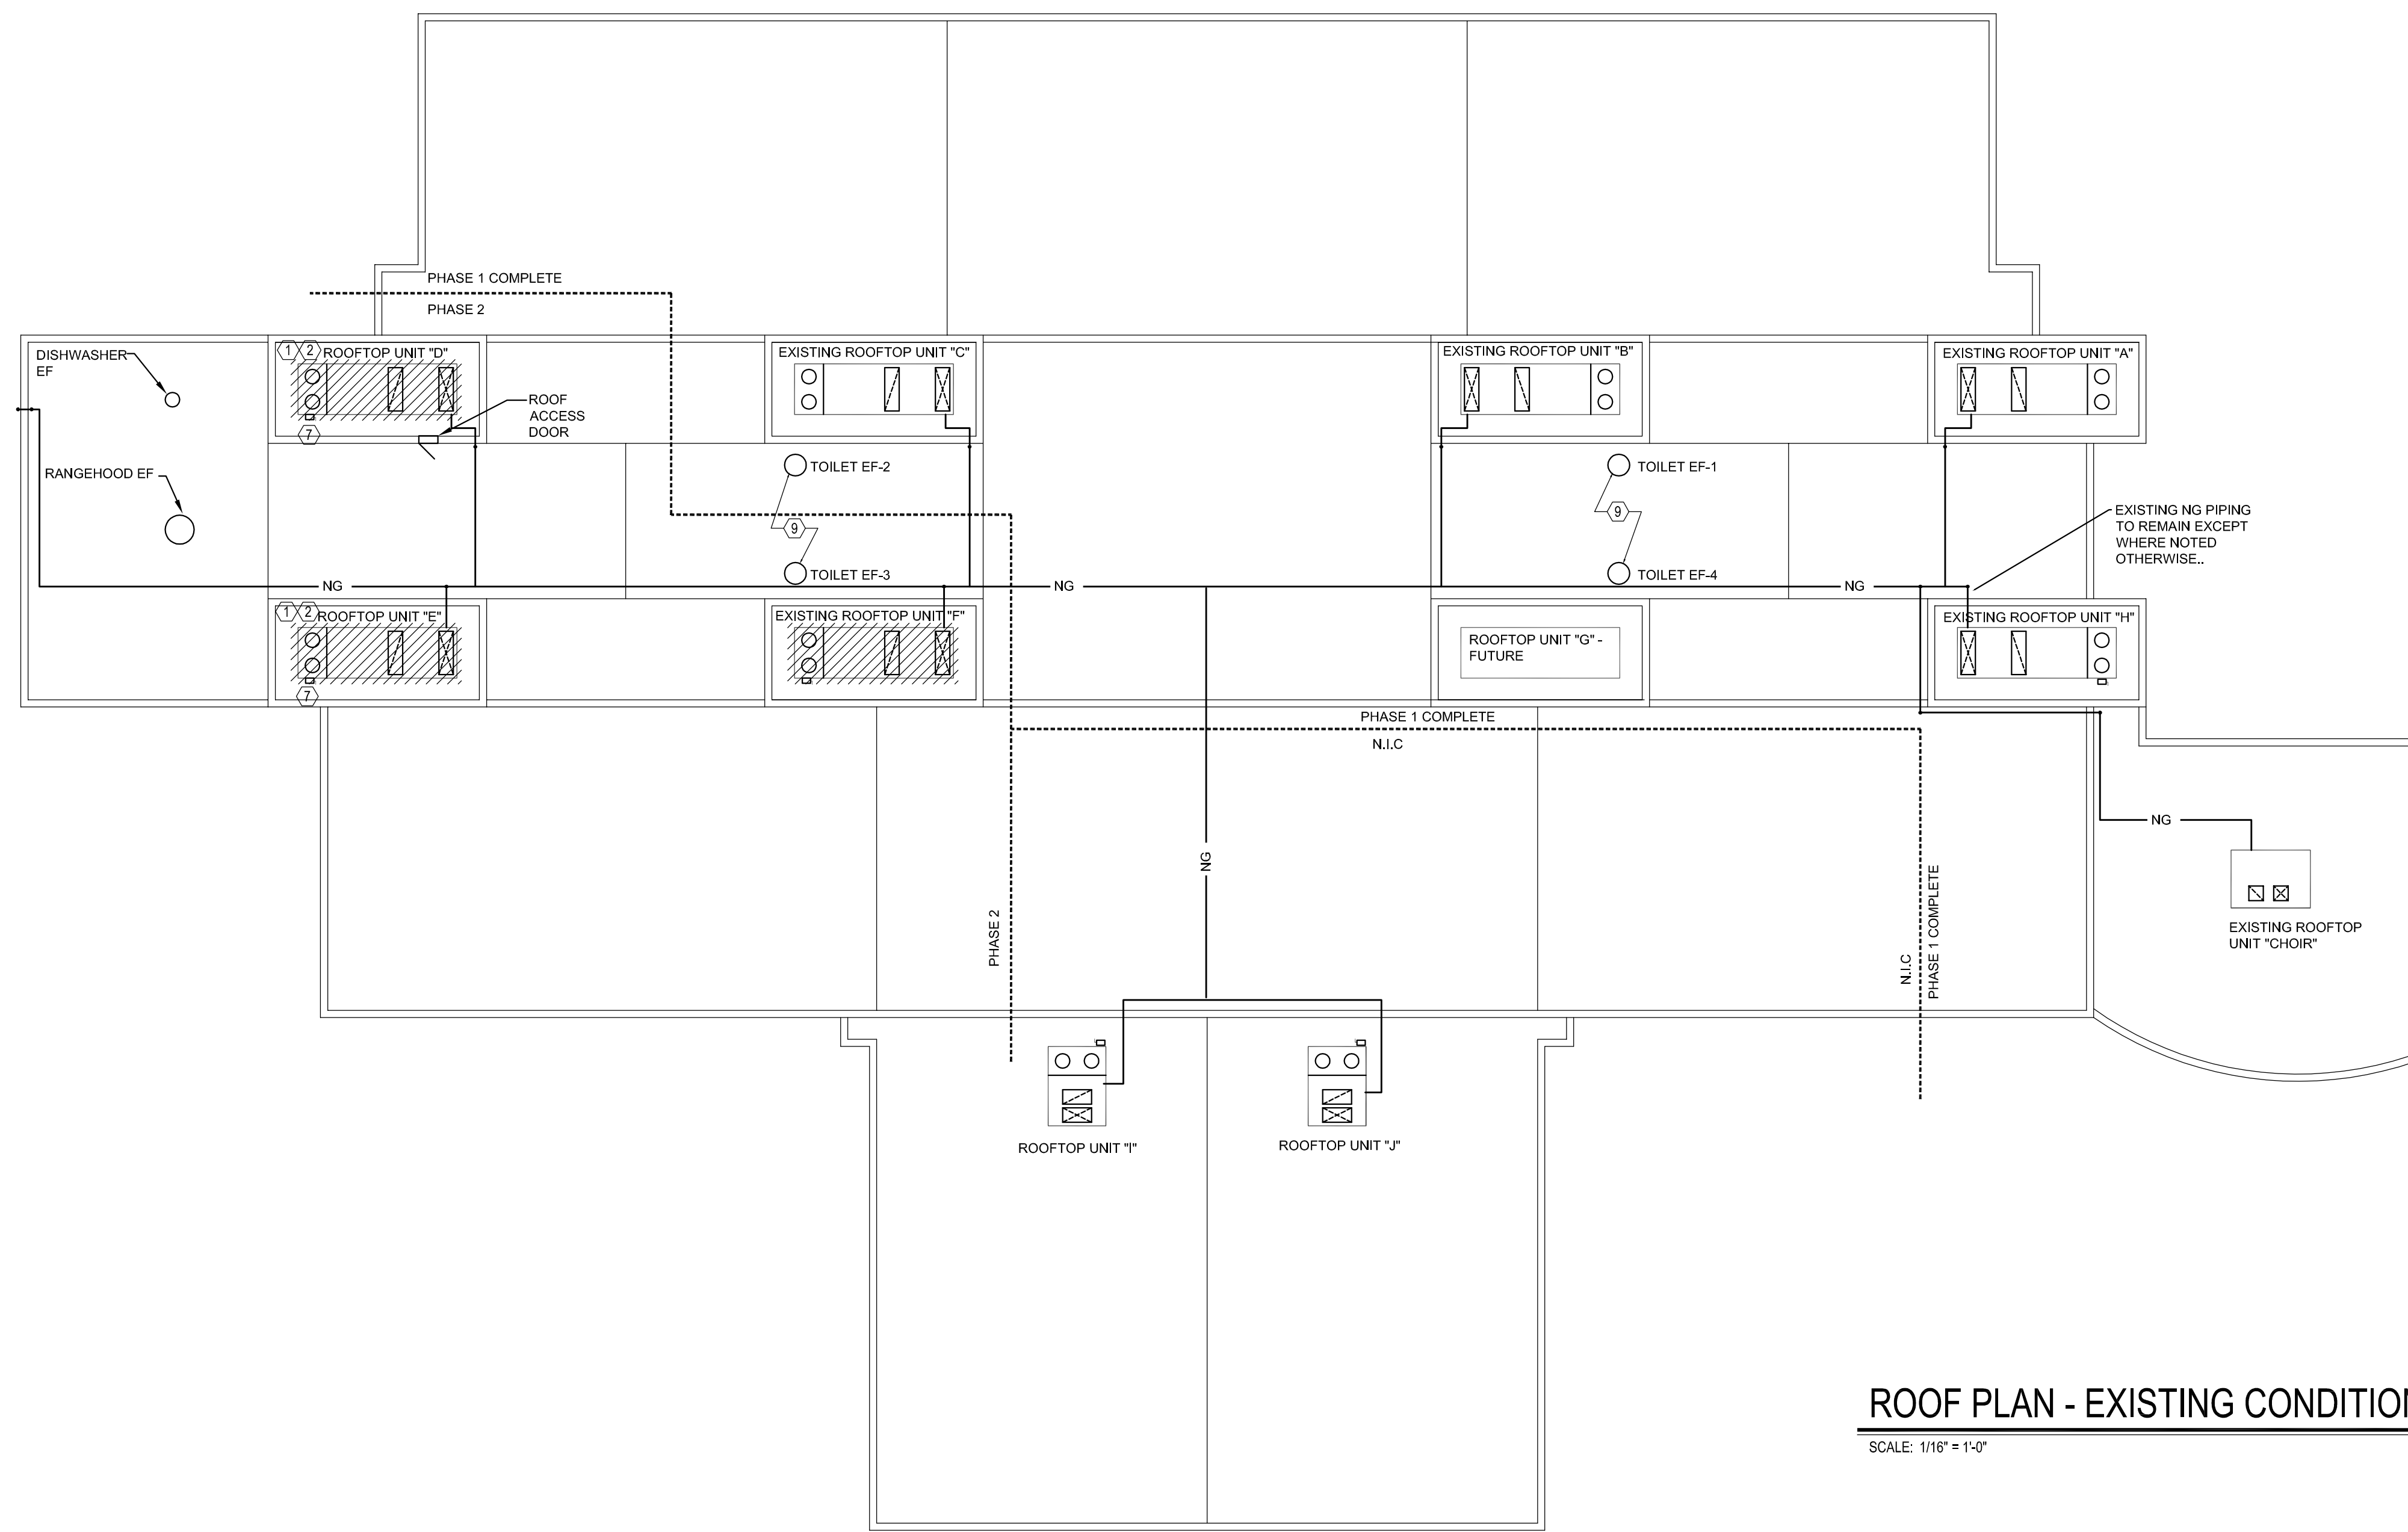 PHASE 1 COMPLETE
PHASE 2
DISHWASHER
EF
1
2
ROOFTOP UNIT "D"
7
ROOF
ACCESS
DOOR
EXISTING ROOFTOP UNIT "C"
EXISTING ROOFTOP UNIT "B"
EXISTING ROOFTOP UNIT "A"
RANGEHOOD EF
TOILET EF-2
9
TOILET EF-3
TOILET EF-1
9
TOILET EF-4
EXISTING NG PIPING
TO REMAIN EXCEPT
WHERE NOTED
OTHERWISE..
NG
NG
NG
1
2
ROOFTOP UNIT "E"
7
EXISTING ROOFTOP UNIT "F"
ROOFTOP UNIT "G" -
FUTURE
EXISTING ROOFTOP UNIT "H"
PHASE 1 COMPLETE
N.I.C
NG
NG
PHASE 2
N.I.C
PHASE 1 COMPLETE
EXISTING ROOFTOP
UNIT "CHOIR"
ROOFTOP UNIT "I"
ROOFTOP UNIT "J"
ROOF PLAN - EXISTING CONDITION
SCALE: 1/16" = 1'-0"